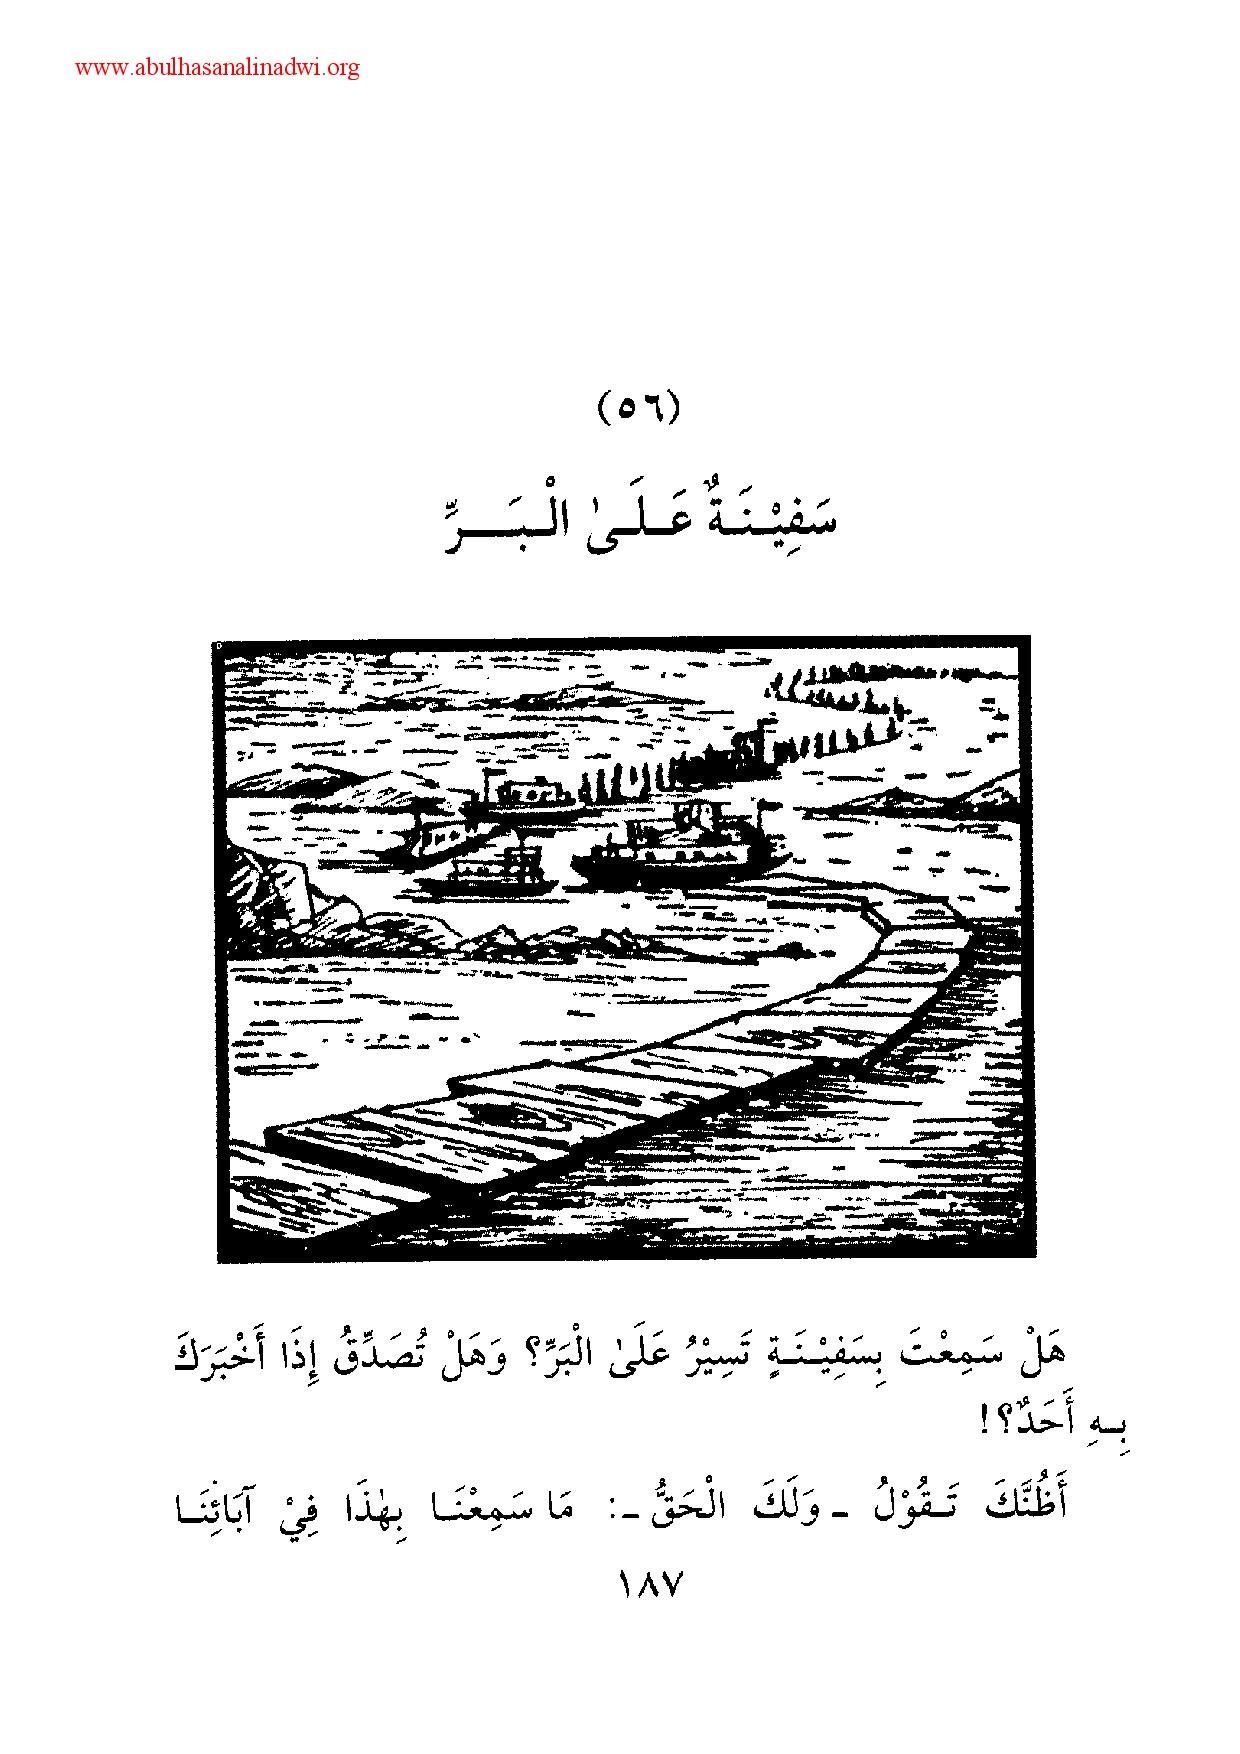 www.abulhasanalinadwi.org
(٥٦)
سَفِيْنَةٌ عَلَىٰ الْبَرِّ
هَلْ سَمِعْتَ بِسَفِيْنَةٍ تَسِيْرُ عَلَىٰ الْبَرِّ؟ وَهَلْ تُصَدِّقُ إِذَا أَخْبَرَكَ
بِهِ أَحَدٌ؟!
أَظُنُّكَ تَقُوْلُ ـ وَلَكَ الْحَقُّ ـ: مَا سَمِعْنَا بِهٰذَا فِيْ آبَائِنَا
١٨٧